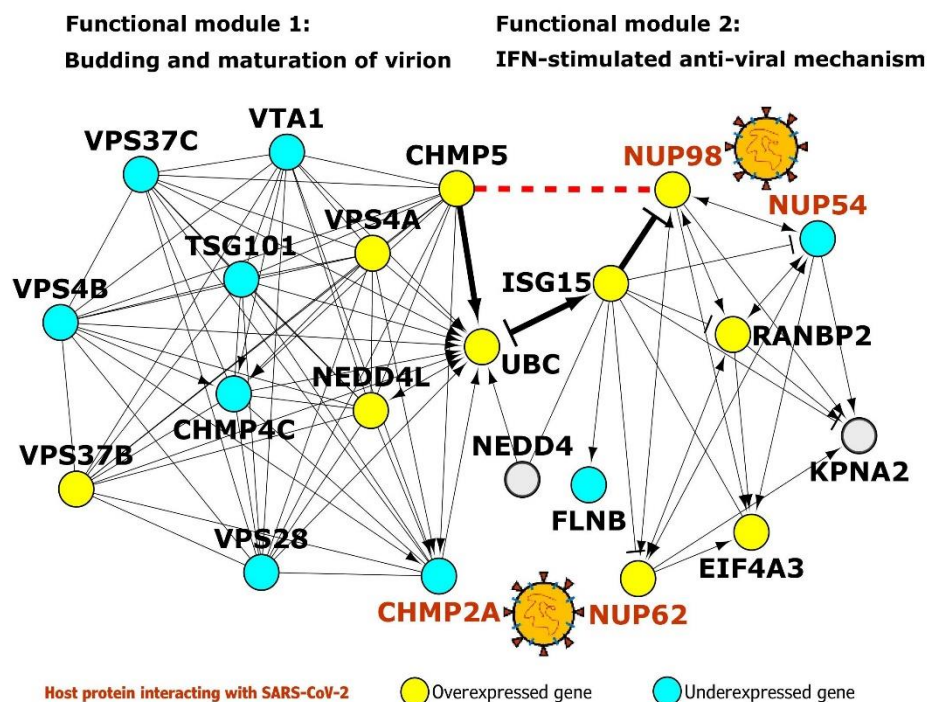 Functional module 1:
Budding and maturation of virion
Functional module 2:
IFN-stimulated anti-viral mechanism
VTA1
VPS37C
CHMP5
NUP98
NUP54
VPS4A
TSG101
ISG15
VPS4B
RANBP2
UBC
NEDD4L
CHMP4C
NEDD4
VPS37B
KPNA2
FLNB
VPS28
EIF4A3
CHMP2A
NUP62
Host protein interacting with SARS-CoV-2
Overexpressed gene
Underexpressed gene